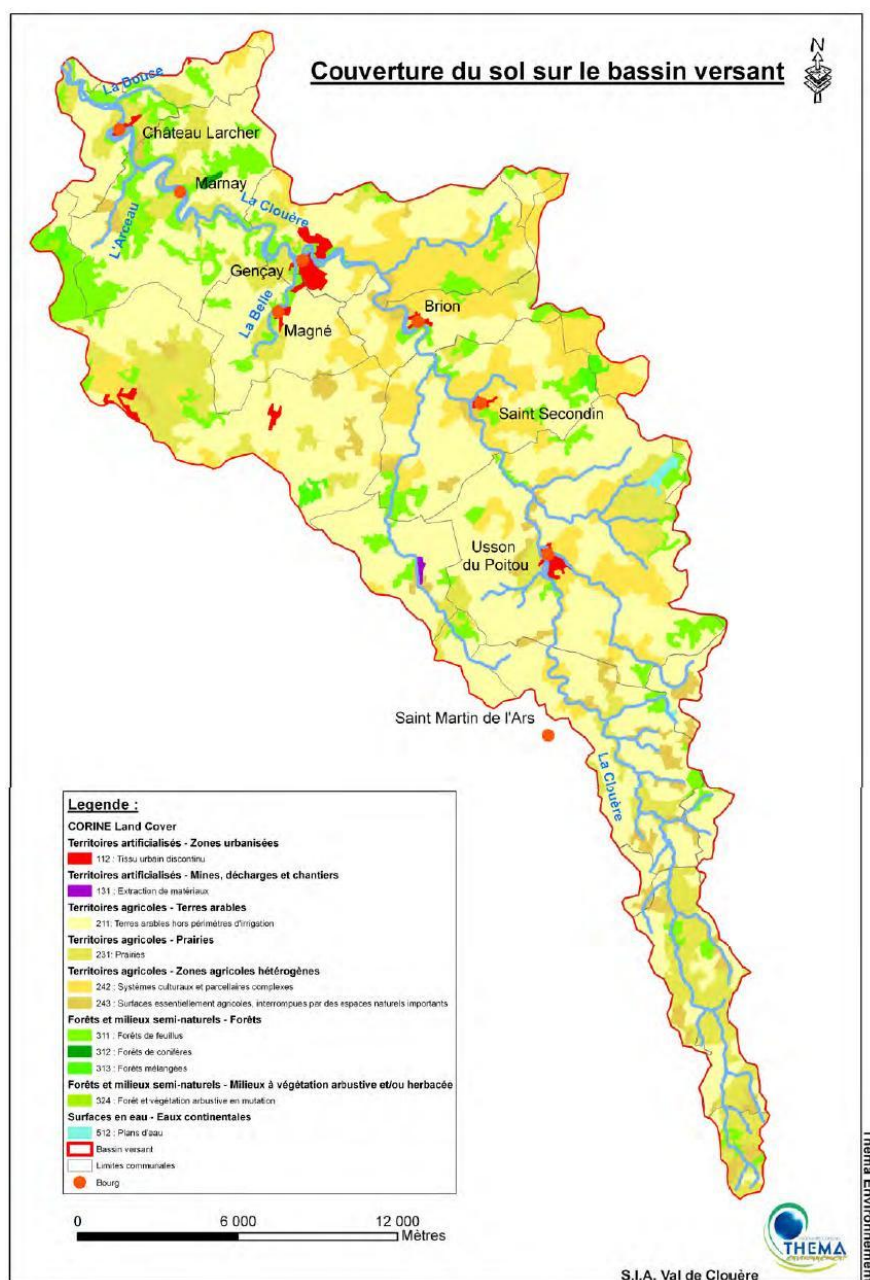 Couverture du sol sur le bassin versant
N
La Bouce
Château Larcher
Marnay
La Clouère
L'Arceau
Gençay
La Belle
Magné
Brion
Saint Secondin
Usson
du Poitou
Saint Martin de l'Ars
La Clouère
Legende :
CORINE Land Cover
Territoires artificialisés - Zones urbanisées
112 : Tissu urbain discontinu
Territoires artificialisés - Mines, décharges et chantiers
131 : Extraction de matériaux
Territoires agricoles - Terres arables
211: Terres arables hors périmètres d'irrigation
Territoires agricoles - Prairies
231: Prairies
Territoires agricoles - Zones agricoles hétérogènes
242 : Systèmes culturaux et parcellaires complexes
243 : Surfaces essentiellement agricoles, interrompues par des espaces naturels importants
Forêts et milieux semi-naturels - Forêts
311 : Forêts de feuillus
312 : Forêts de conifères
313 : Forêts mélangées
Forêts et milieux semi-naturels - Milieux à végétation arbustive et/ou herbacée
324 : Forêt et végétation arbustive en mutation
Surfaces en eau - Eaux continentales
512 : Plans d'eau
Bassin versant
Limites communales
Bourg
0 6 000 12 000
Mètres
THEMA
environnement
S.I.A. Val de Clouère
Théma Environnement